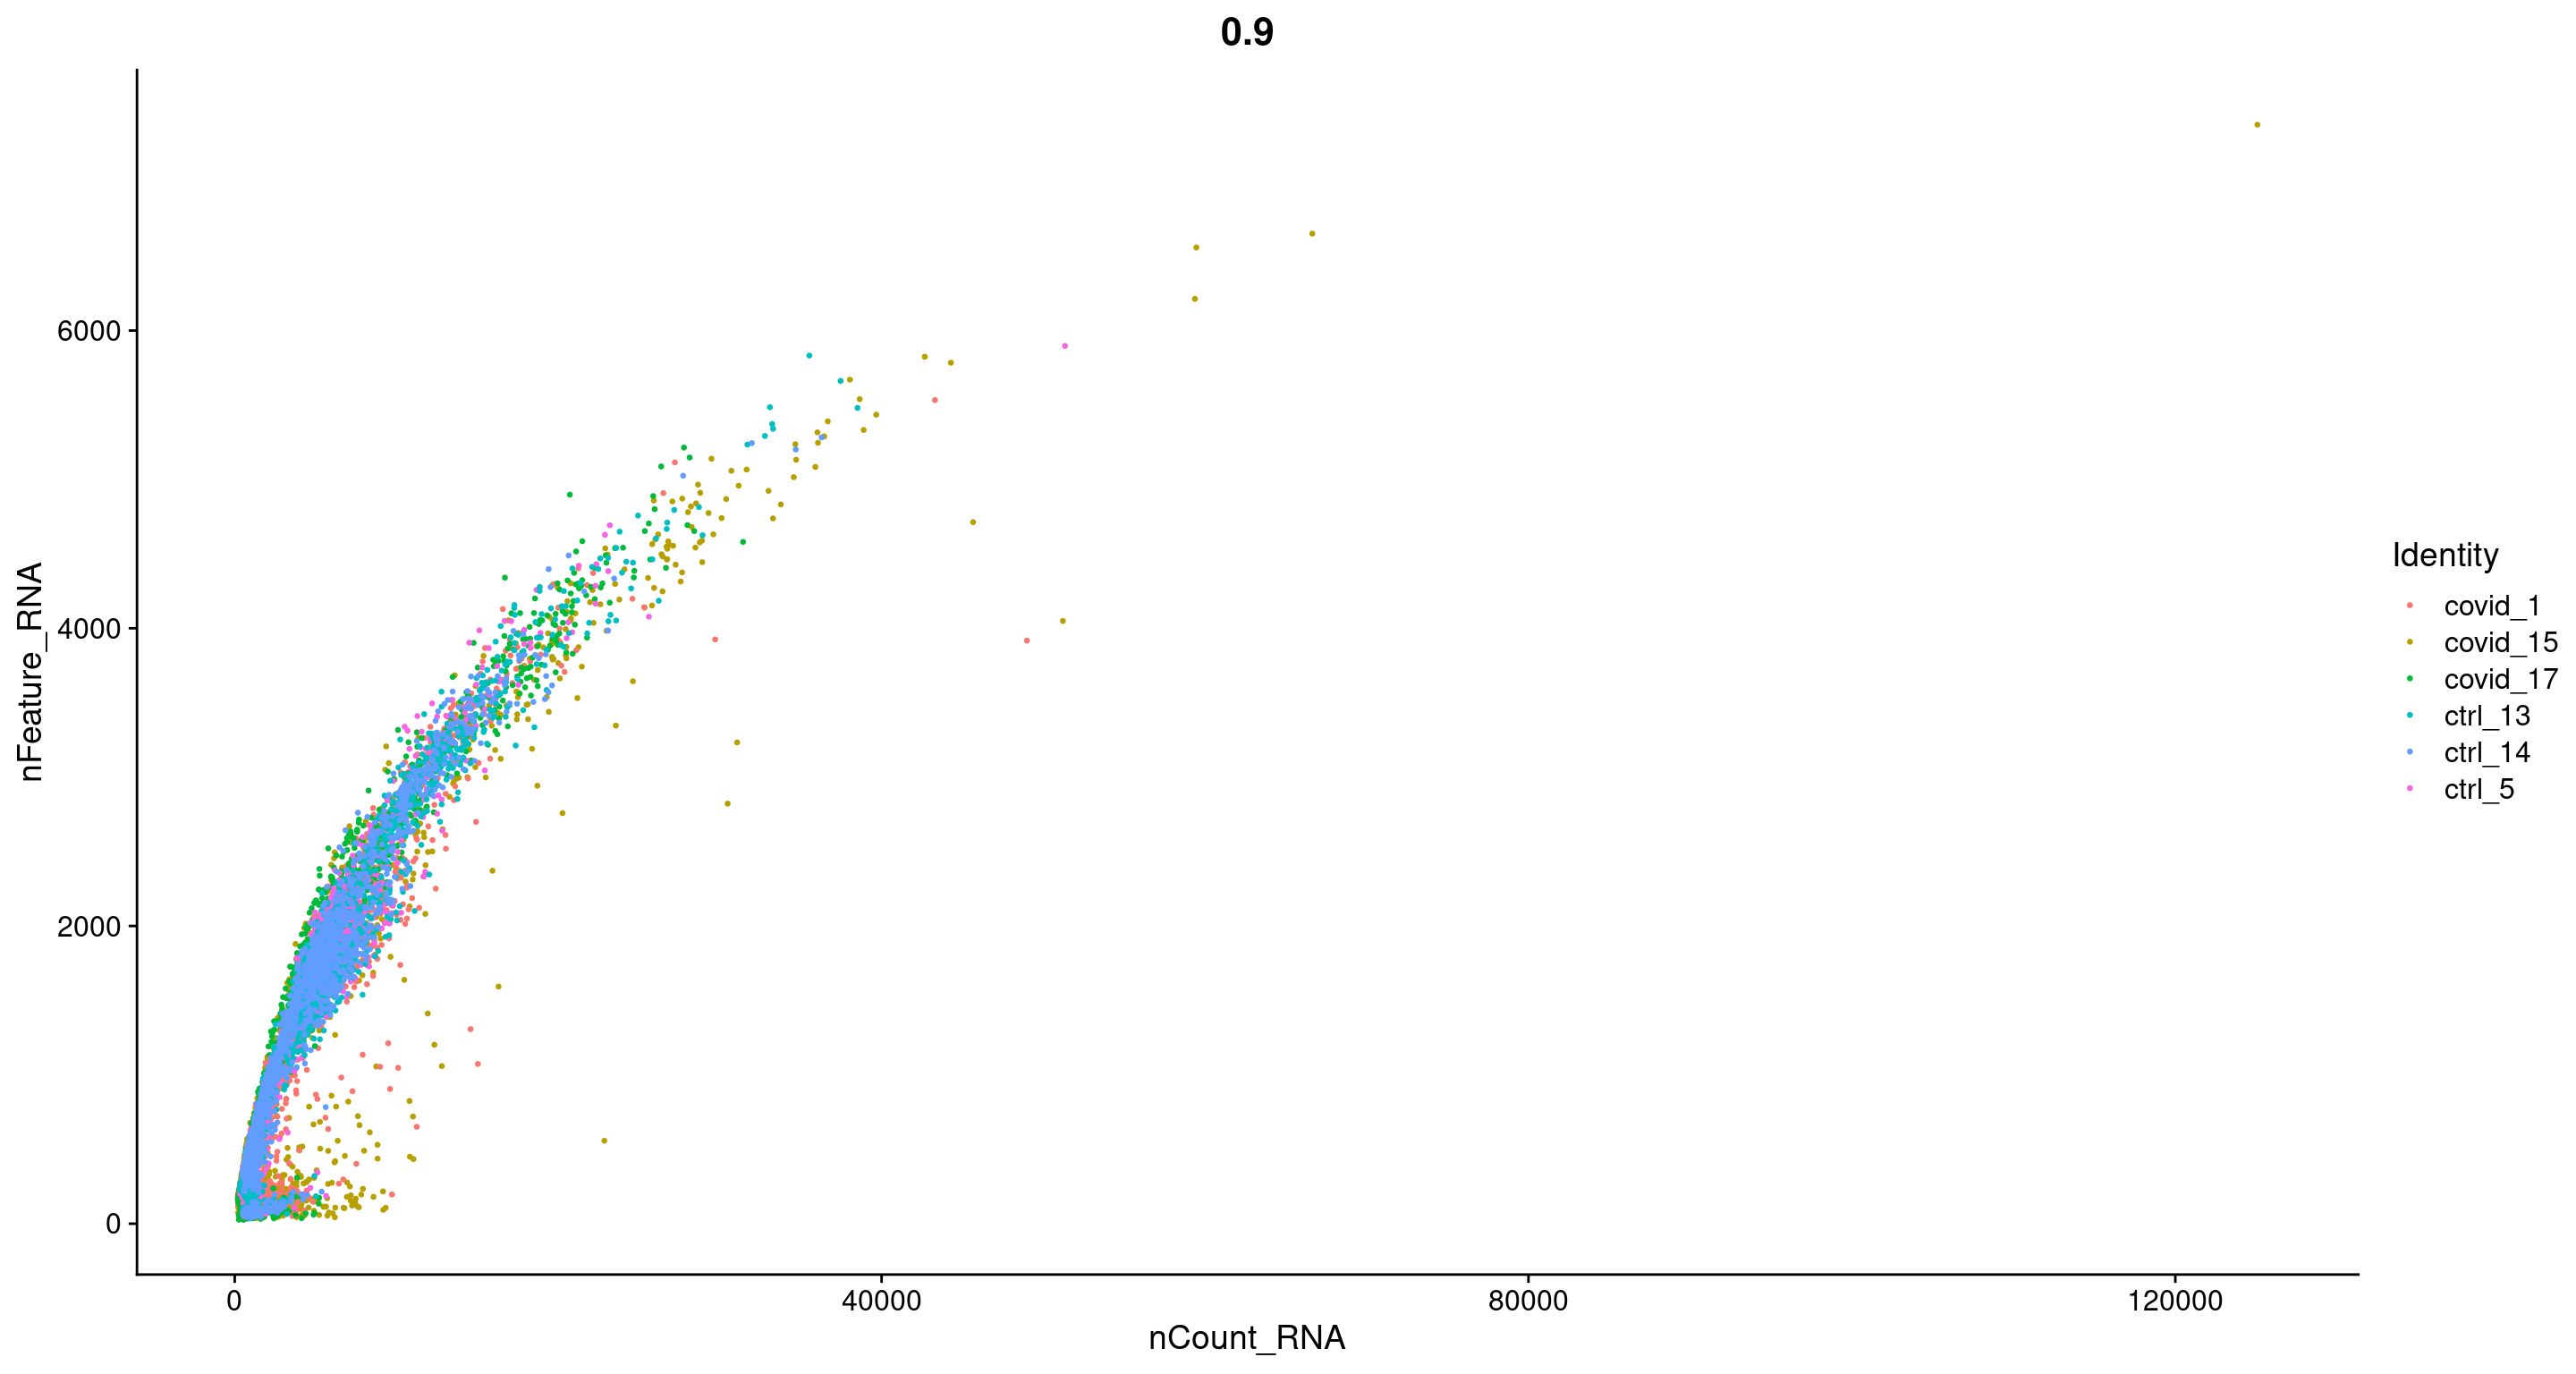 0.9
nFeature_RNA
6000
4000
2000
0
0
40000
80000
120000
nCount_RNA
Identity
covid_1
covid_15
covid_17
ctrl_13
ctrl_14
ctrl_5